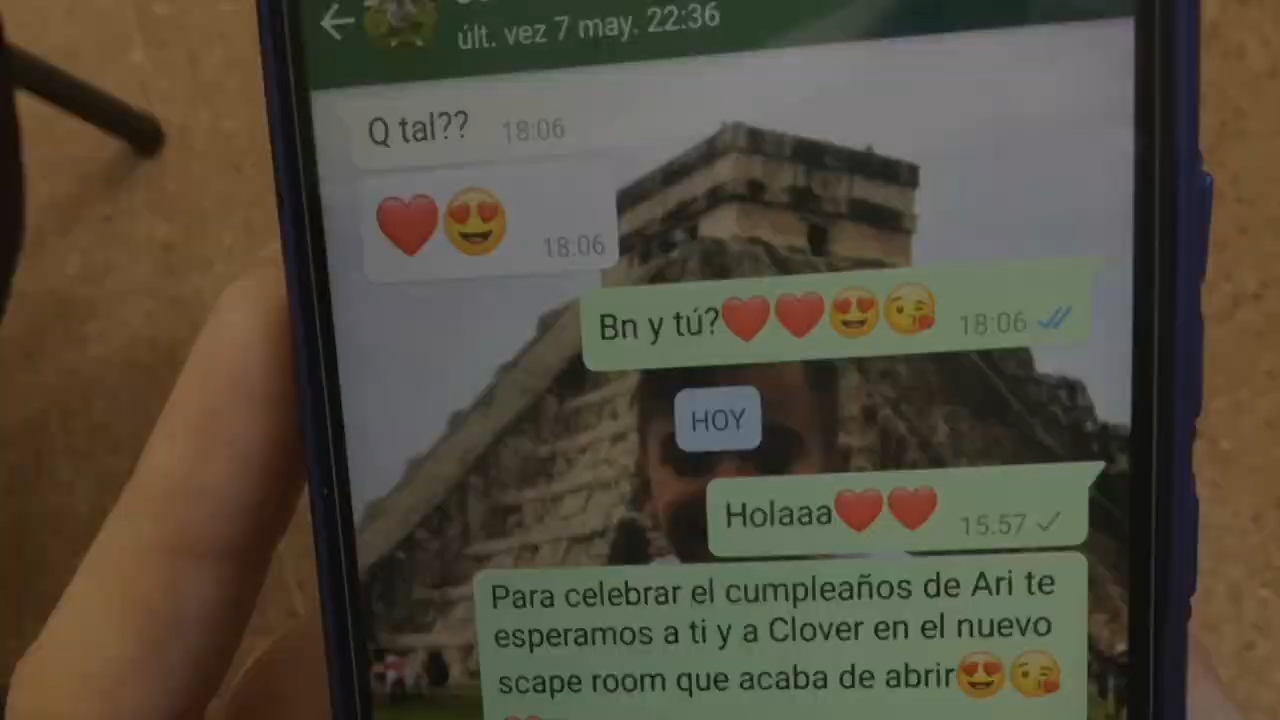 últ. vez 7 may. 22:36
Q tal?? 18:06
❤️😍 18:06
Bn y tú?❤️❤️😍😘 18:06
HOY
Holaaa❤️❤️ 15:57
Para celebrar el cumpleaños de Ari te
esperamos a ti y a Clover en el nuevo
scape room que acaba de abrir😍😘